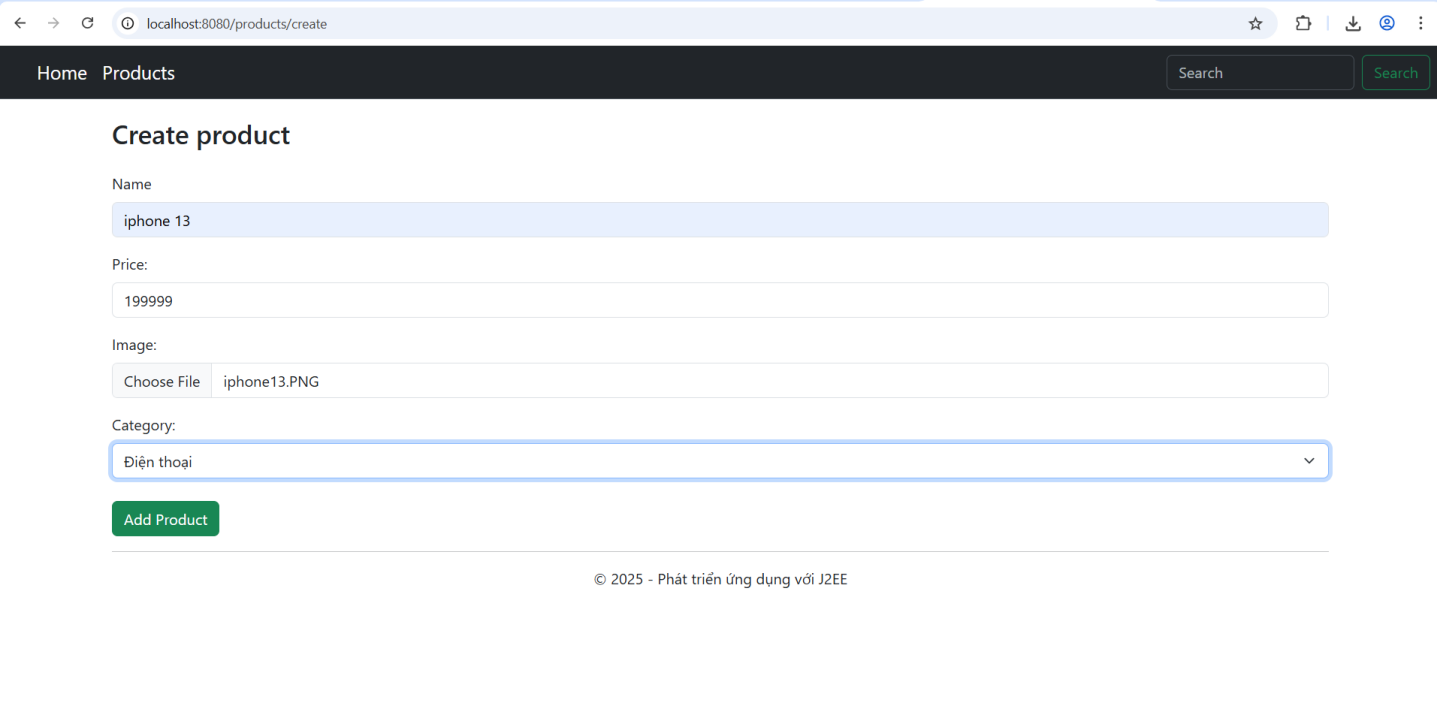 localhost:8080/products/create
Home Products Search Search
Create product
Name
iphone 13
Price:
199999
Image:
Choose File iphone13.PNG
Category:
Điện thoại
Add Product
© 2025 - Phát triển ứng dụng với J2EE